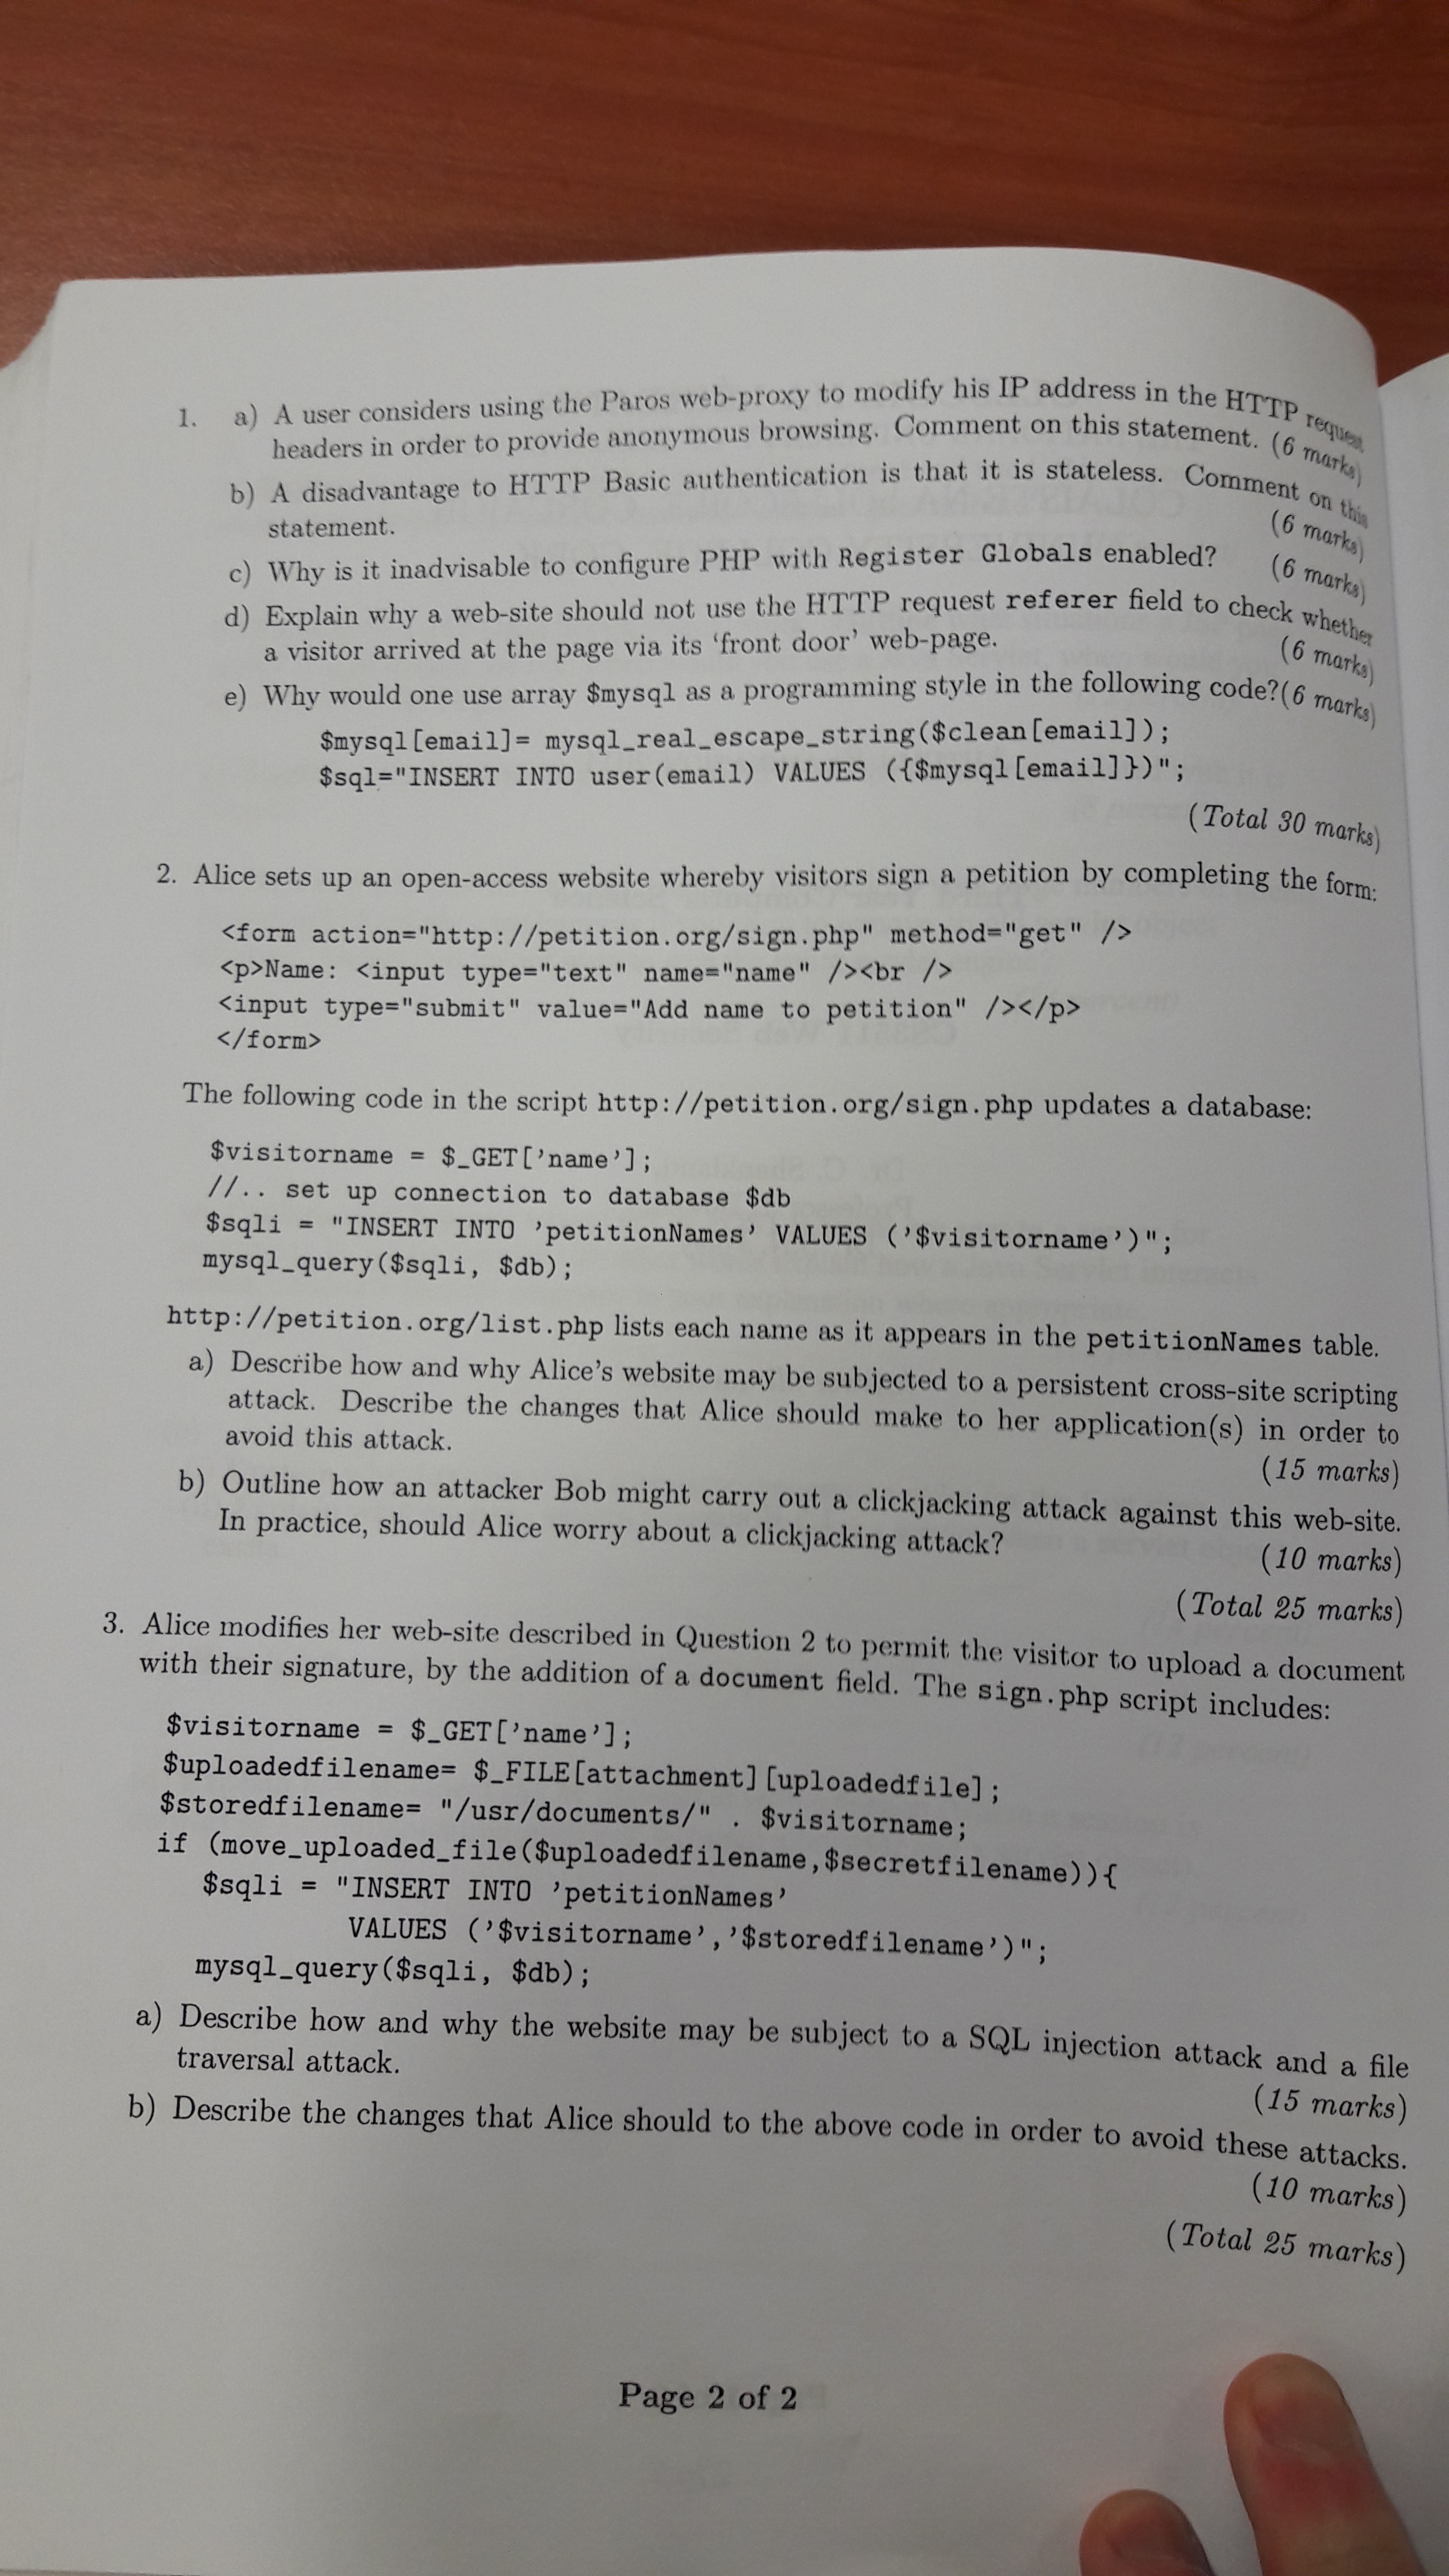 1. a) A user considers using the Paros web-proxy to modify his IP address in the HTTP request
headers in order to provide anonymous browsing. Comment on this statement. (6 marks)
b) A disadvantage to HTTP Basic authentication is that it is stateless. Comment on this
statement. (6 marks)
c) Why is it inadvisable to configure PHP with Register Globals enabled? (6 marks)
d) Explain why a web-site should not use the HTTP request referer field to check whether
a visitor arrived at the page via its 'front door' web-page. (6 marks)
e) Why would one use array $mysql as a programming style in the following code?(6 marks)
$mysql[email]= mysql_real_escape_string($clean[email]);
$sql="INSERT INTO user(email) VALUES ({$mysql[email]})";
(Total 30 marks)
2. Alice sets up an open-access website whereby visitors sign a petition by completing the form:
<form action="http://petition.org/sign.php" method="get" />
<p>Name: <input type="text" name="name" /><br />
<input type="submit" value="Add name to petition" /></p>
</form>
The following code in the script http://petition.org/sign.php updates a database:
$visitorname = $_GET['name'];
//.. set up connection to database $db
$sqli = "INSERT INTO 'petitionNames' VALUES ('$visitorname')";
mysql_query($sqli, $db);
http://petition.org/list.php lists each name as it appears in the petitionNames table.
a) Describe how and why Alice's website may be subjected to a persistent cross-site scripting
attack. Describe the changes that Alice should make to her application(s) in order to
avoid this attack. (15 marks)
b) Outline how an attacker Bob might carry out a clickjacking attack against this web-site.
In practice, should Alice worry about a clickjacking attack? (10 marks)
(Total 25 marks)
3. Alice modifies her web-site described in Question 2 to permit the visitor to upload a document
with their signature, by the addition of a document field. The sign.php script includes:
$visitorname = $_GET['name'];
$uploadedfilename= $_FILE[attachment][uploadedfile];
$storedfilename= "/usr/documents/" . $visitorname;
if (move_uploaded_file($uploadedfilename,$secretfilename)){
$sqli = "INSERT INTO 'petitionNames'
VALUES ('$visitorname','$storedfilename')";
mysql_query($sqli, $db);
a) Describe how and why the website may be subject to a SQL injection attack and a file
traversal attack. (15 marks)
b) Describe the changes that Alice should to the above code in order to avoid these attacks.
(10 marks)
(Total 25 marks)
Page 2 of 2